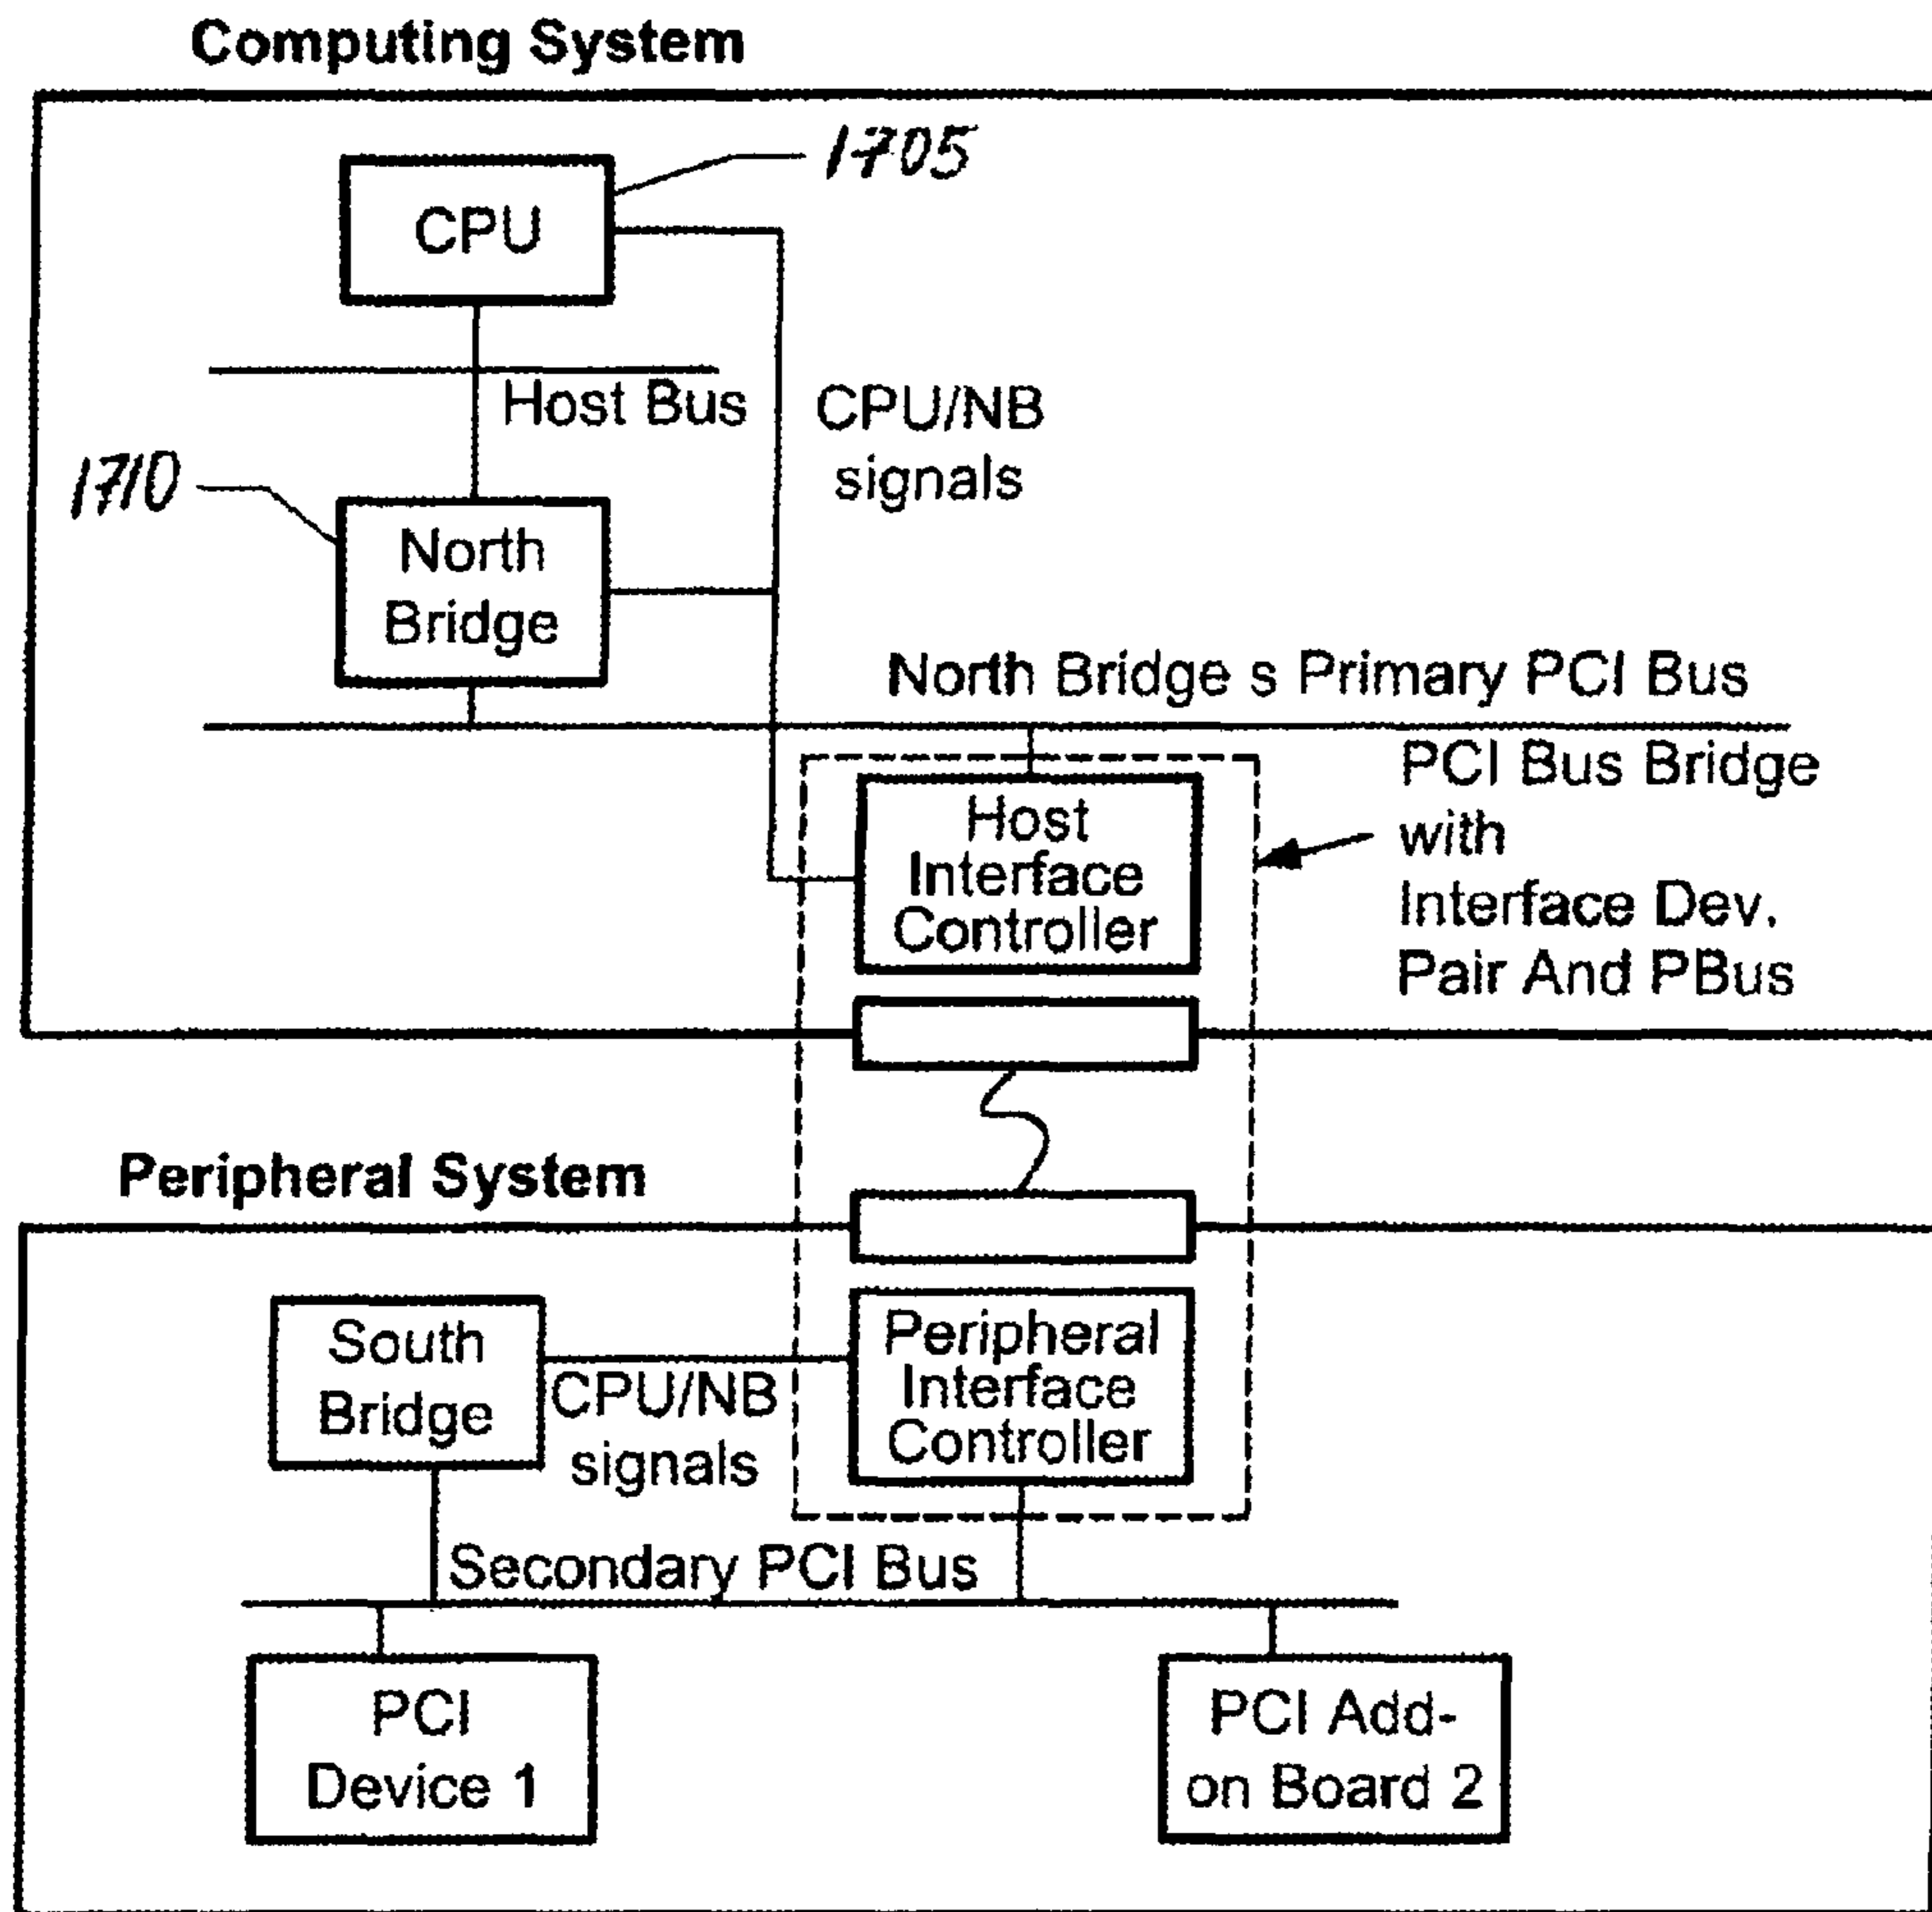 Computing System
1705
CPU
Host Bus
CPU/NB
signals
1710
North
Bridge
North Bridge s Primary PCI Bus
PCI Bus Bridge
with
Interface Dev.
Pair And PBus
Host
Interface
Controller
Peripheral System
South
Bridge
CPU/NB
signals
Peripheral
Interface
Controller
Secondary PCI Bus
PCI
Device 1
PCI Add-
on Board 2